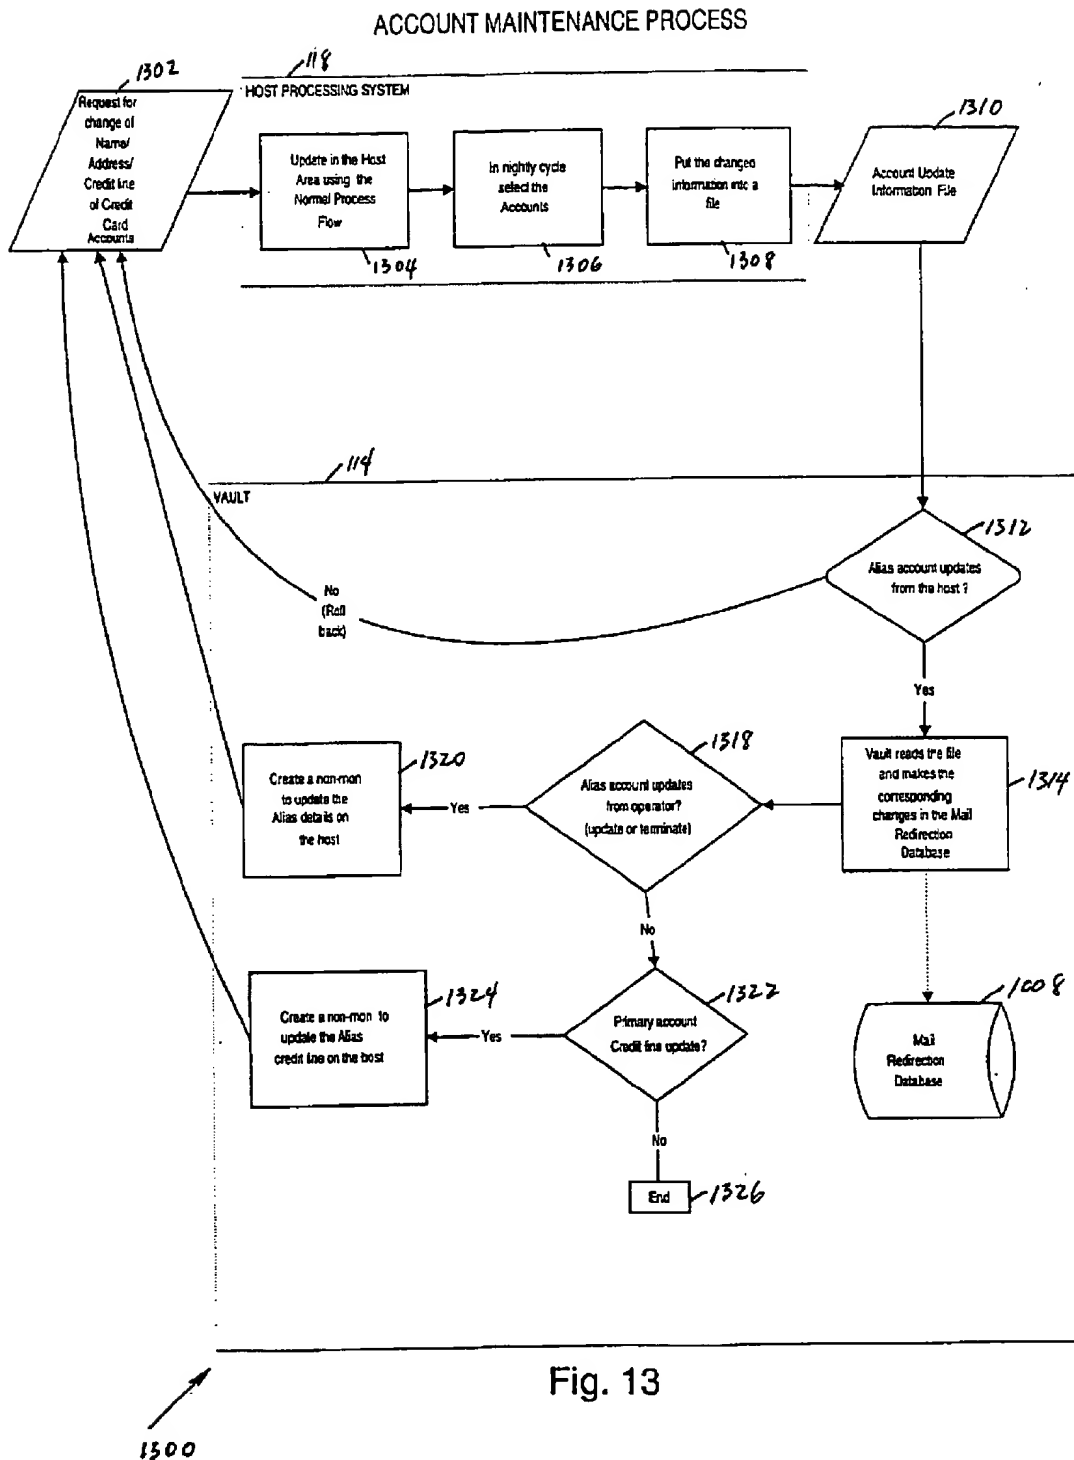 ACCOUNT MAINTENANCE PROCESS
1302
Request for
change of
Name/
Address/
Credit line
of Credit
Card
Accounts
118
HOST PROCESSING SYSTEM
Update in the Host
Area using the
Normal Process
Flow
1304
In nightly cycle
select the
Accounts
1306
Put the changed
information into a
file
1308
1310
Account Update
Information File
114
VAULT
1312
Alias account updates
from the host ?
No
(Roll
back)
Yes
1314
Vault reads the file
and makes the
corresponding
changes in the Mail
Redirection
Database
1318
Alias account updates
from operator?
(update or terminate)
Yes
1320
Create a non-mon
to update the
Alias details on
the host
No
1322
Primary account
Credit line update?
Yes
1324
Create a non-mon to
update the Alias
credit line on the host
1008
Mail
Redirection
Database
No
End
1326
Fig. 13
1300